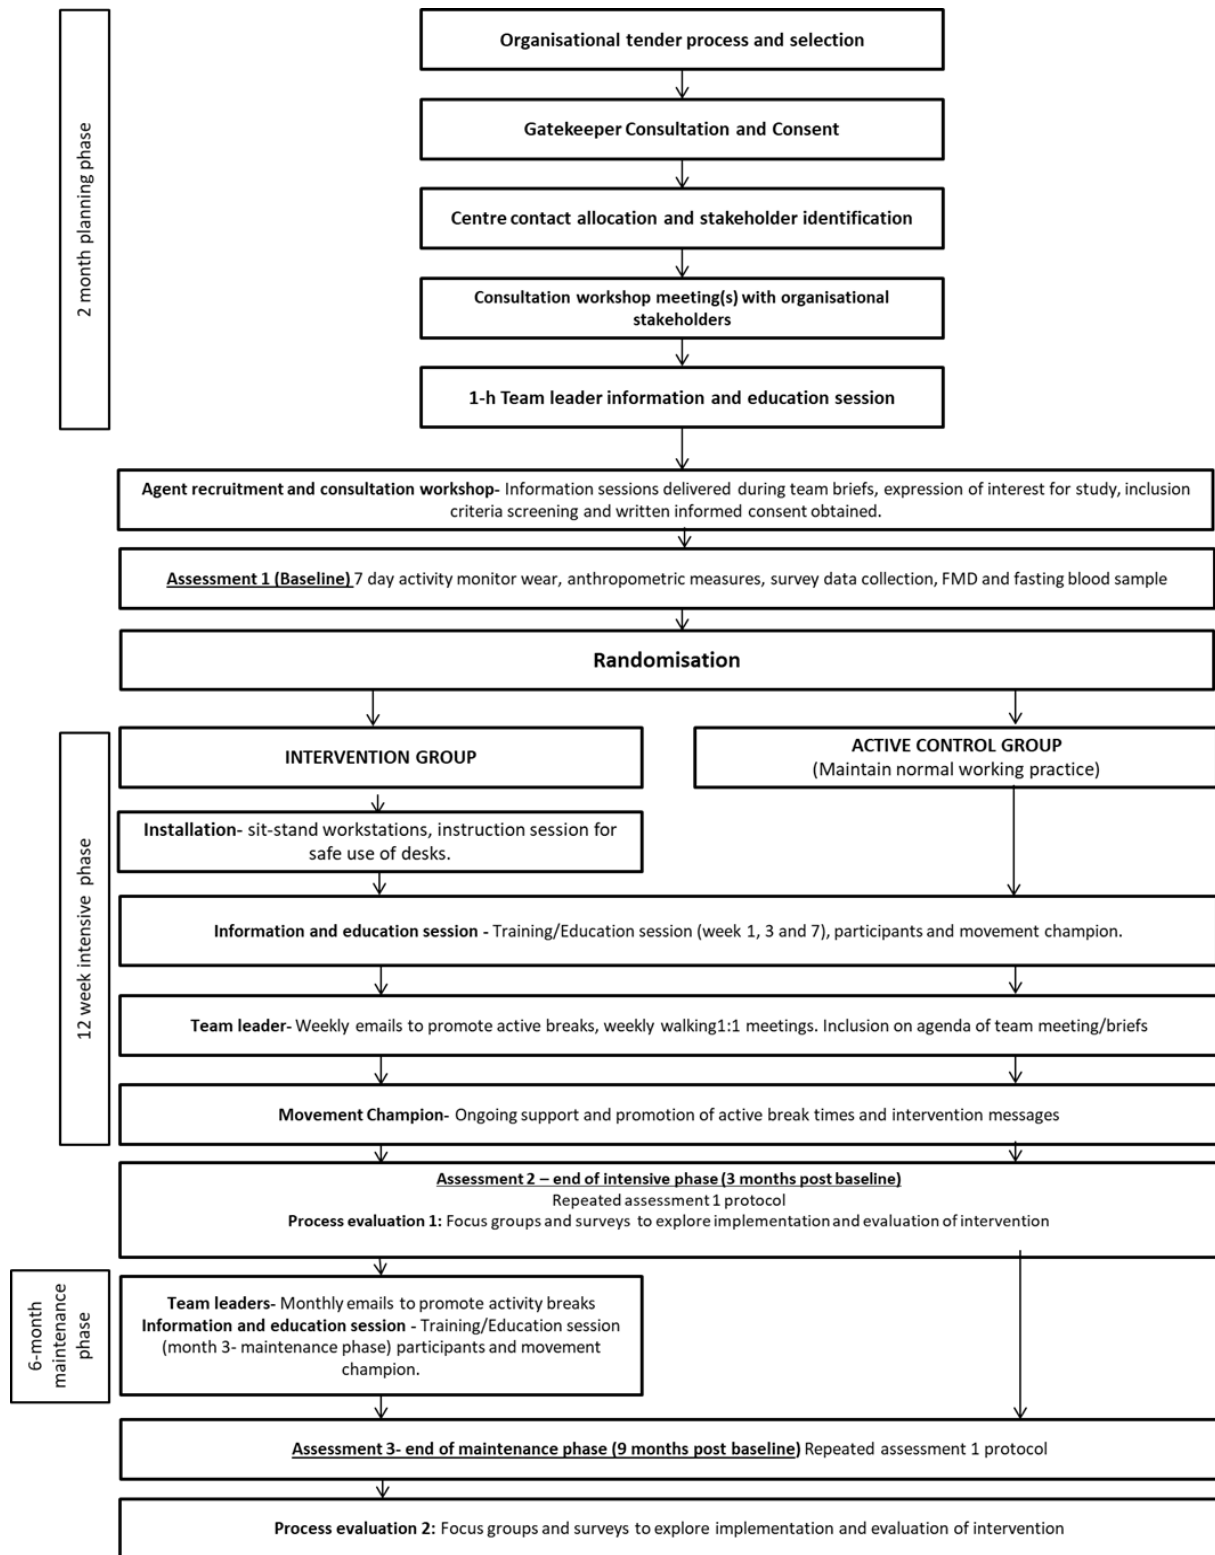 2 month planning phase
Organisational tender process and selection
Gatekeeper Consultation and Consent
Centre contact allocation and stakeholder identification
Consultation workshop meeting(s) with organisational
stakeholders
1-h Team leader information and education session
Agent recruitment and consultation workshop- Information sessions delivered during team briefs, expression of interest for study, inclusion
criteria screening and written informed consent obtained.
Assessment 1 (Baseline) 7 day activity monitor wear, anthropometric measures, survey data collection, FMD and fasting blood sample
Randomisation
12 week intensive phase
INTERVENTION GROUP
ACTIVE CONTROL GROUP
(Maintain normal working practice)
Installation- sit-stand workstations, instruction session for
safe use of desks.
Information and education session - Training/Education session (week 1, 3 and 7), participants and movement champion.
Team leader- Weekly emails to promote active breaks, weekly walking1:1 meetings. Inclusion on agenda of team meeting/briefs
Movement Champion- Ongoing support and promotion of active break times and intervention messages
Assessment 2 – end of intensive phase (3 months post baseline)
Repeated assessment 1 protocol
Process evaluation 1: Focus groups and surveys to explore implementation and evaluation of intervention
6-month
maintenance
phase
Team leaders- Monthly emails to promote activity breaks
Information and education session - Training/Education session
(month 3- maintenance phase) participants and movement
champion.
Assessment 3- end of maintenance phase (9 months post baseline) Repeated assessment 1 protocol
Process evaluation 2: Focus groups and surveys to explore implementation and evaluation of intervention